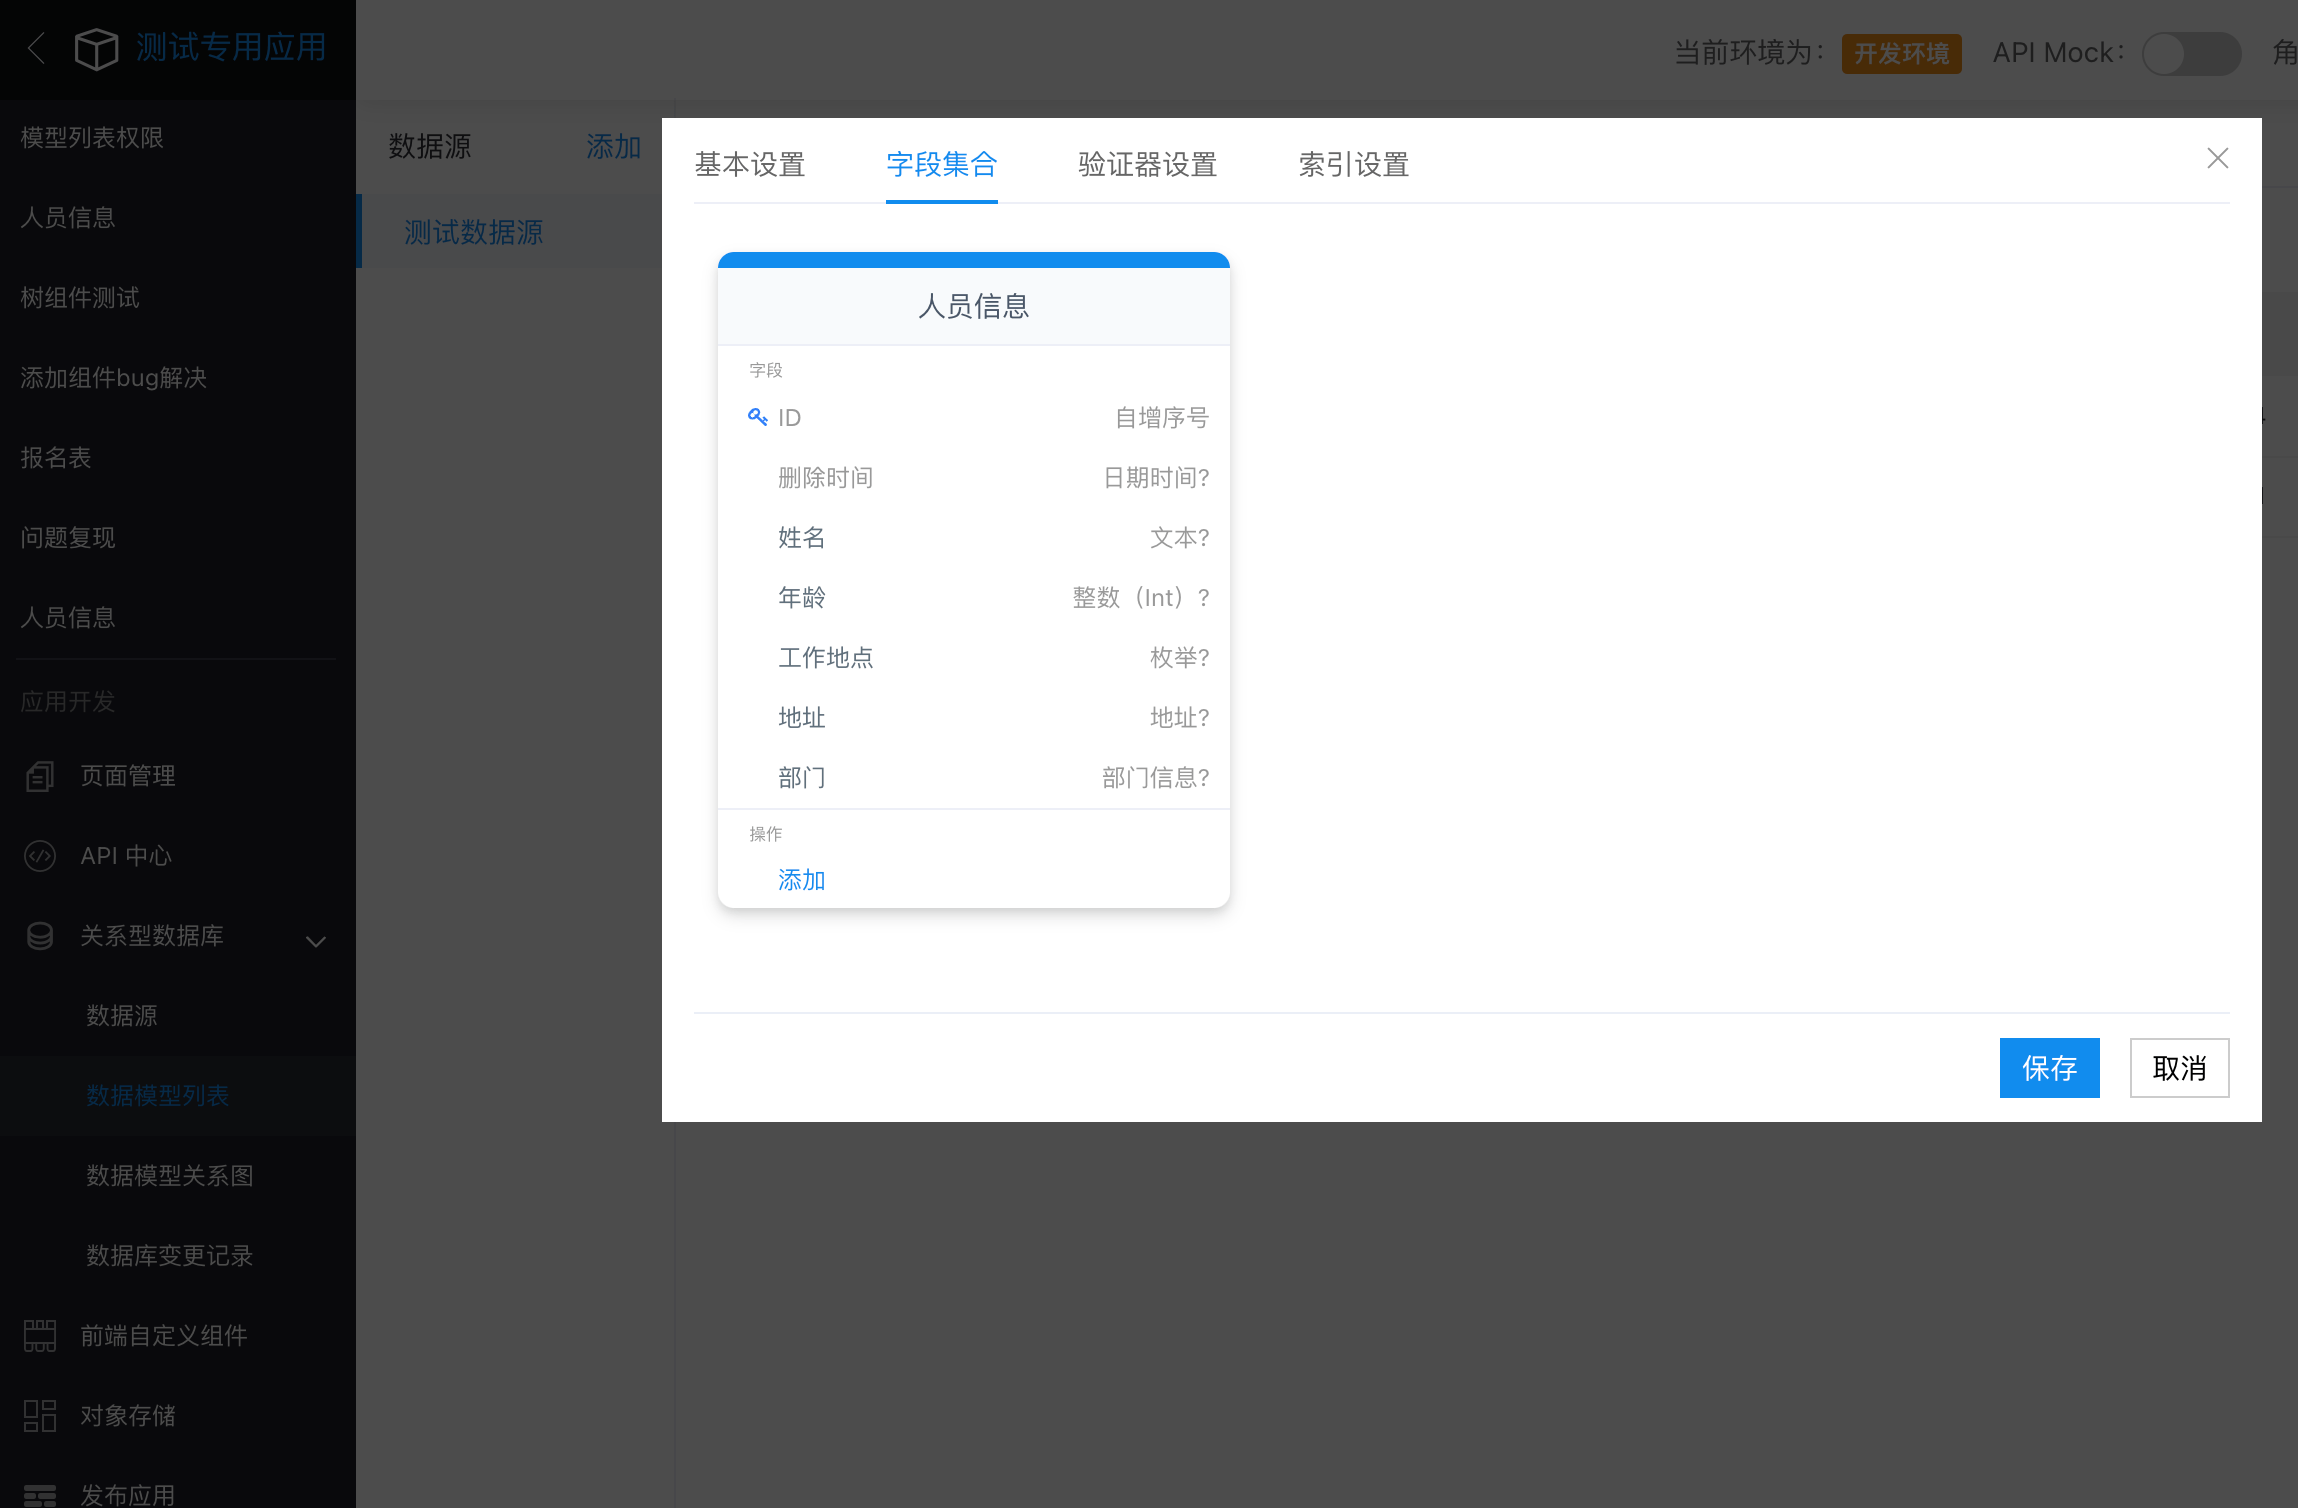 测试专用应用
当前环境为：
开发环境
API Mock：
角
模型列表权限
人员信息
树组件测试
添加组件bug解决
报名表
问题复现
人员信息
应用开发
页面管理
API 中心
关系型数据库
数据源
数据模型列表
数据模型关系图
数据库变更记录
前端自定义组件
对象存储
发布应用
数据源
添加
测试数据源
基本设置
字段集合
验证器设置
索引设置
人员信息
字段
ID 自增序号
删除时间 日期时间?
姓名 文本?
年龄 整数（Int）?
工作地点 枚举?
地址 地址?
部门 部门信息?
操作
添加
保存
取消